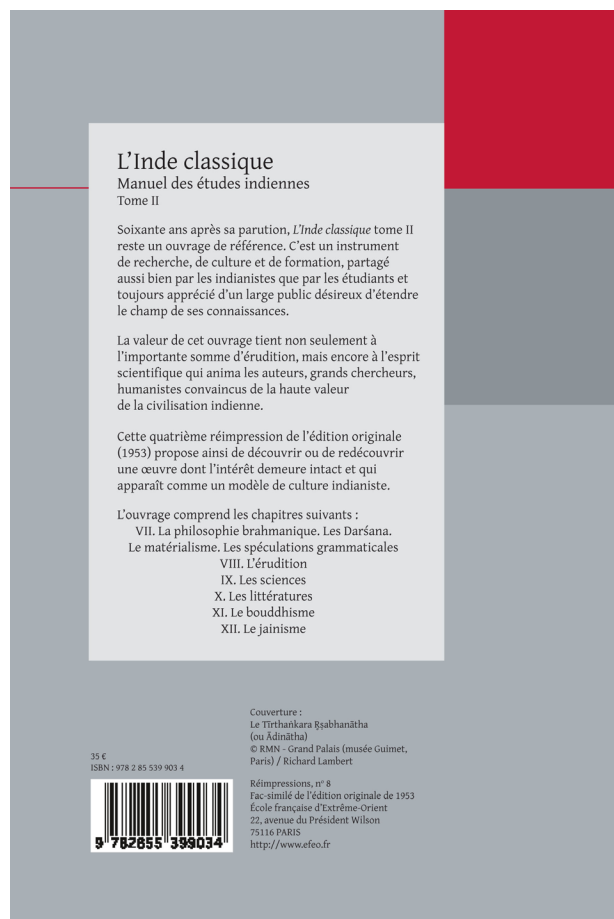 L’Inde classique
Manuel des études indiennes
Tome II
Soixante ans après sa parution, L’Inde classique tome II
reste un ouvrage de référence. C’est un instrument
de recherche, de culture et de formation, partagé
aussi bien par les indianistes que par les étudiants et
toujours apprécié d’un large public désireux d’étendre
le champ de ses connaissances.
La valeur de cet ouvrage tient non seulement à
l’importante somme d’érudition, mais encore à l’esprit
scientifique qui anima les auteurs, grands chercheurs,
humanistes convaincus de la haute valeur
de la civilisation indienne.
Cette quatrième réimpression de l’édition originale
(1953) propose ainsi de découvrir ou de redécouvrir
une œuvre dont l’intérêt demeure intact et qui
apparaît comme un modèle de culture indianiste.
L’ouvrage comprend les chapitres suivants :
VII. La philosophie brahmanique. Les Darśana.
Le matérialisme. Les spéculations grammaticales
VIII. L’érudition
IX. Les sciences
X. Les littératures
XI. Le bouddhisme
XII. Le jainisme
Couverture :
Le Tīrthaṅkara Ṛṣabhanātha
(ou Ādinātha)
© RMN - Grand Palais (musée Guimet,
Paris) / Richard Lambert
35 €
ISBN : 978 2 85539 903 4
9 782855 399034
Réimpressions, nº 8
Fac-similé de l’édition originale de 1953
École française d’Extrême-Orient
22, avenue du Président Wilson
75116 PARIS
http://www.efeo.fr